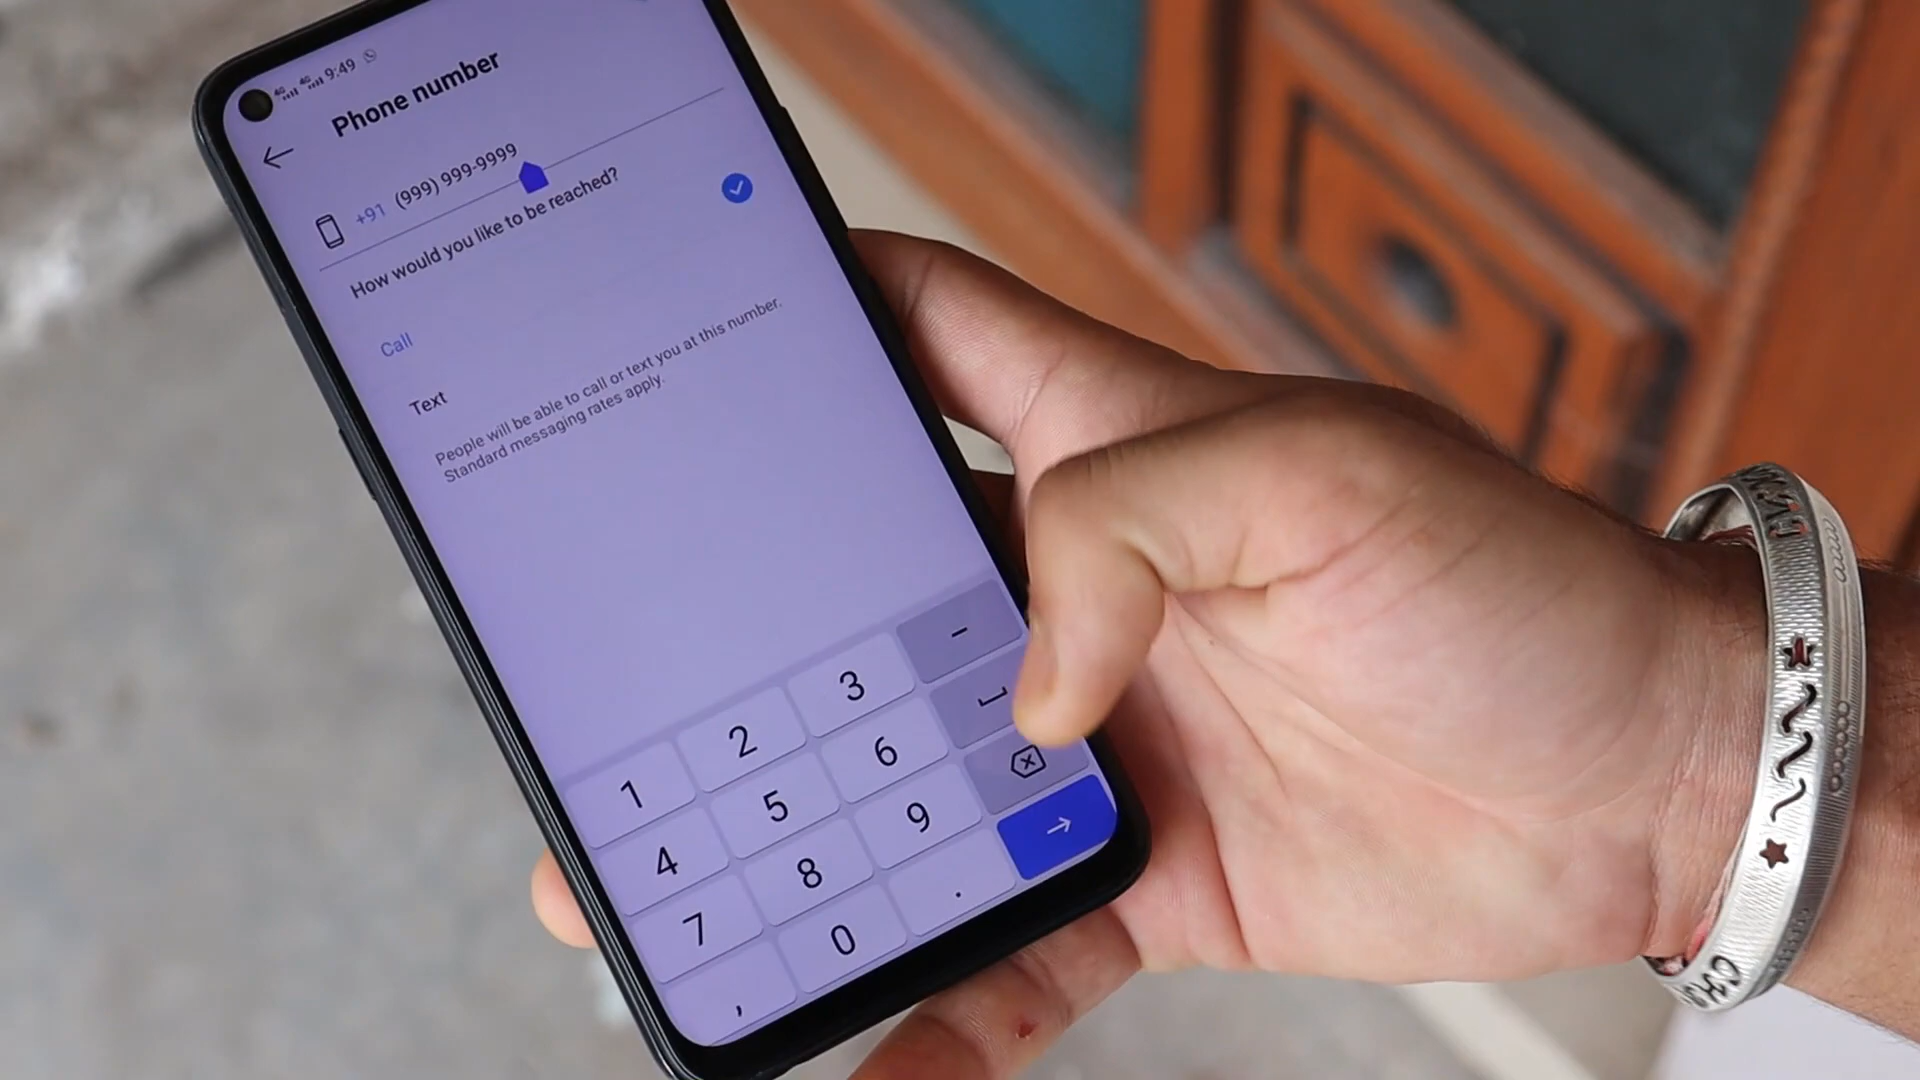 4G 4G 9:49
Phone number
+91 (999) 999-9999
How would you like to be reached?
Call
Text
People will be able to call or text you at this number.
Standard messaging rates apply.
1 2 3 -
4 5 6
7 8 9
, 0 .